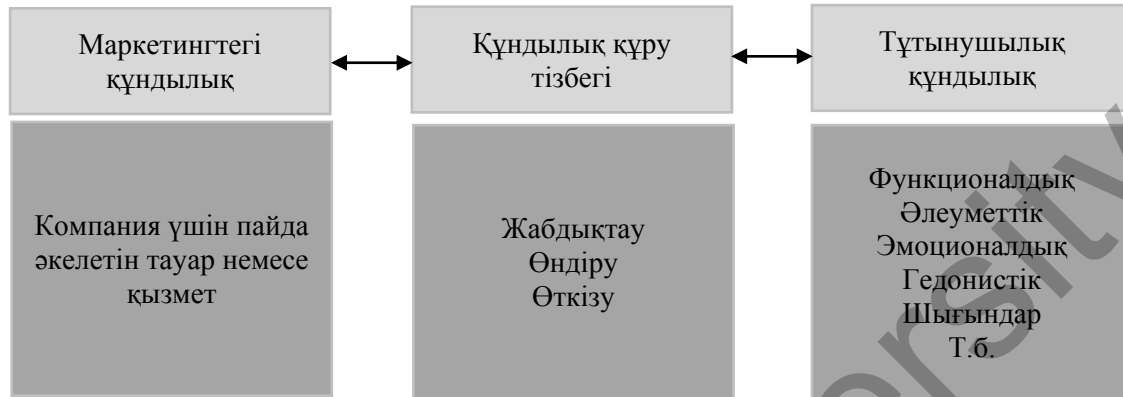 Маркетингтегі
құндылық
Құндылық құру
тізбегі
Тұтынушылық
құндылық
Компания үшін пайда
әкелетін тауар немесе
қызмет
Жабдықтау
Өндіру
Өткізу
Функционалдық
Әлеуметтік
Эмоционалдық
Гедонистік
Шығындар
Т.б.
ersity